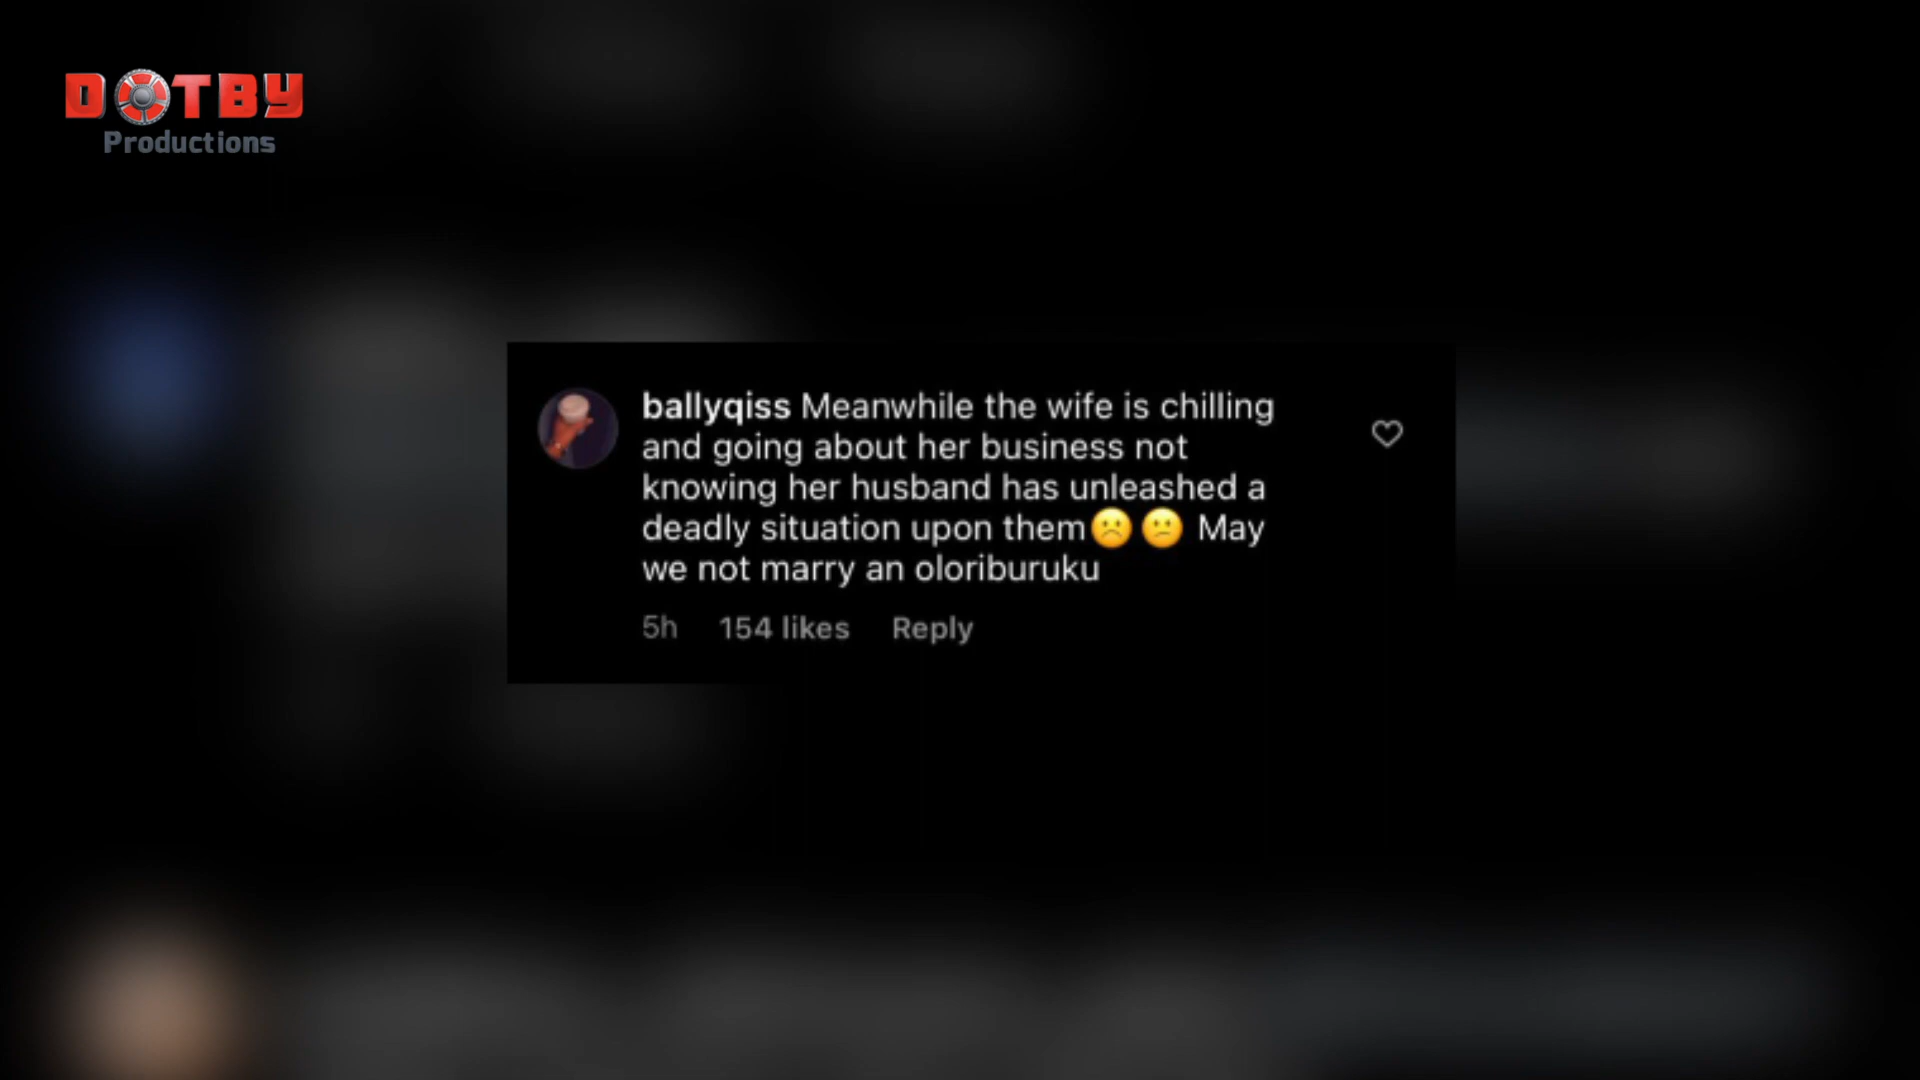 DOTBY
Productions
ballyqiss Meanwhile the wife is chilling
and going about her business not
knowing her husband has unleashed a
deadly situation upon them☹️😕 May
we not marry an oloriburuku
5h 154 likes Reply